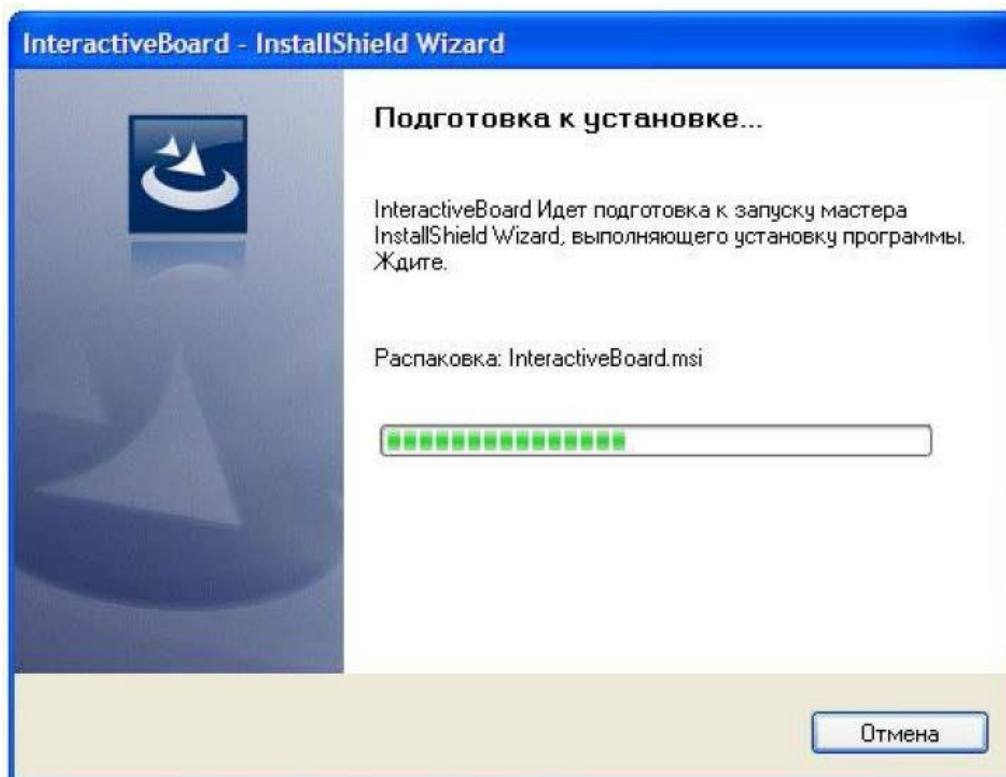 InteractiveBoard - InstallShield Wizard
Подготовка к установке...
InteractiveBoard Идет подготовка к запуску мастера
InstallShield Wizard, выполняющего установку программы.
Ждите.
Распаковка: InteractiveBoard.msi
Отмена